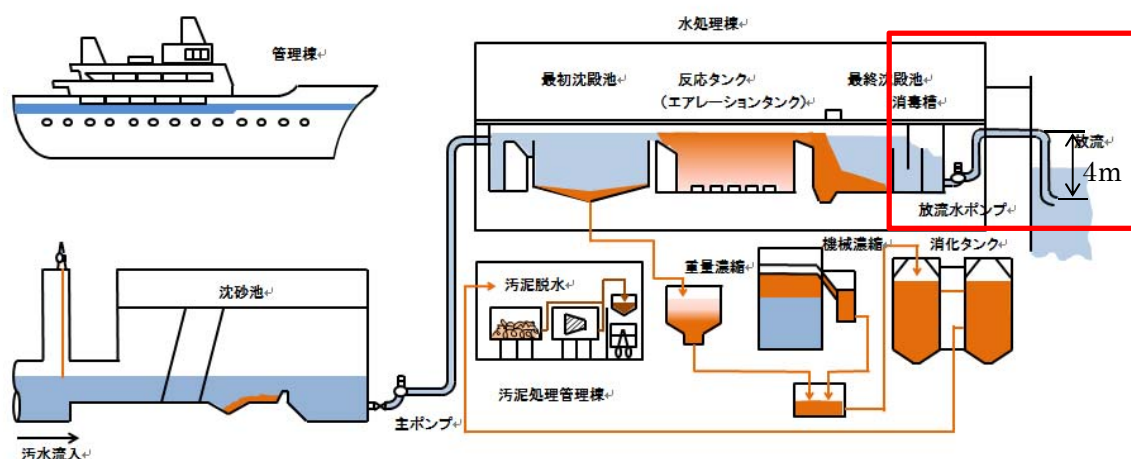 水処理棟
管理棟
最初沈殿池
反応タンク
(エアレーションタンク)
最終沈殿池
消毒槽
放流
4m
放流水ポンプ
機械濃縮
消化タンク
重量濃縮
汚泥脱水
沈砂池
汚泥処理管理棟
主ポンプ
汚水流入